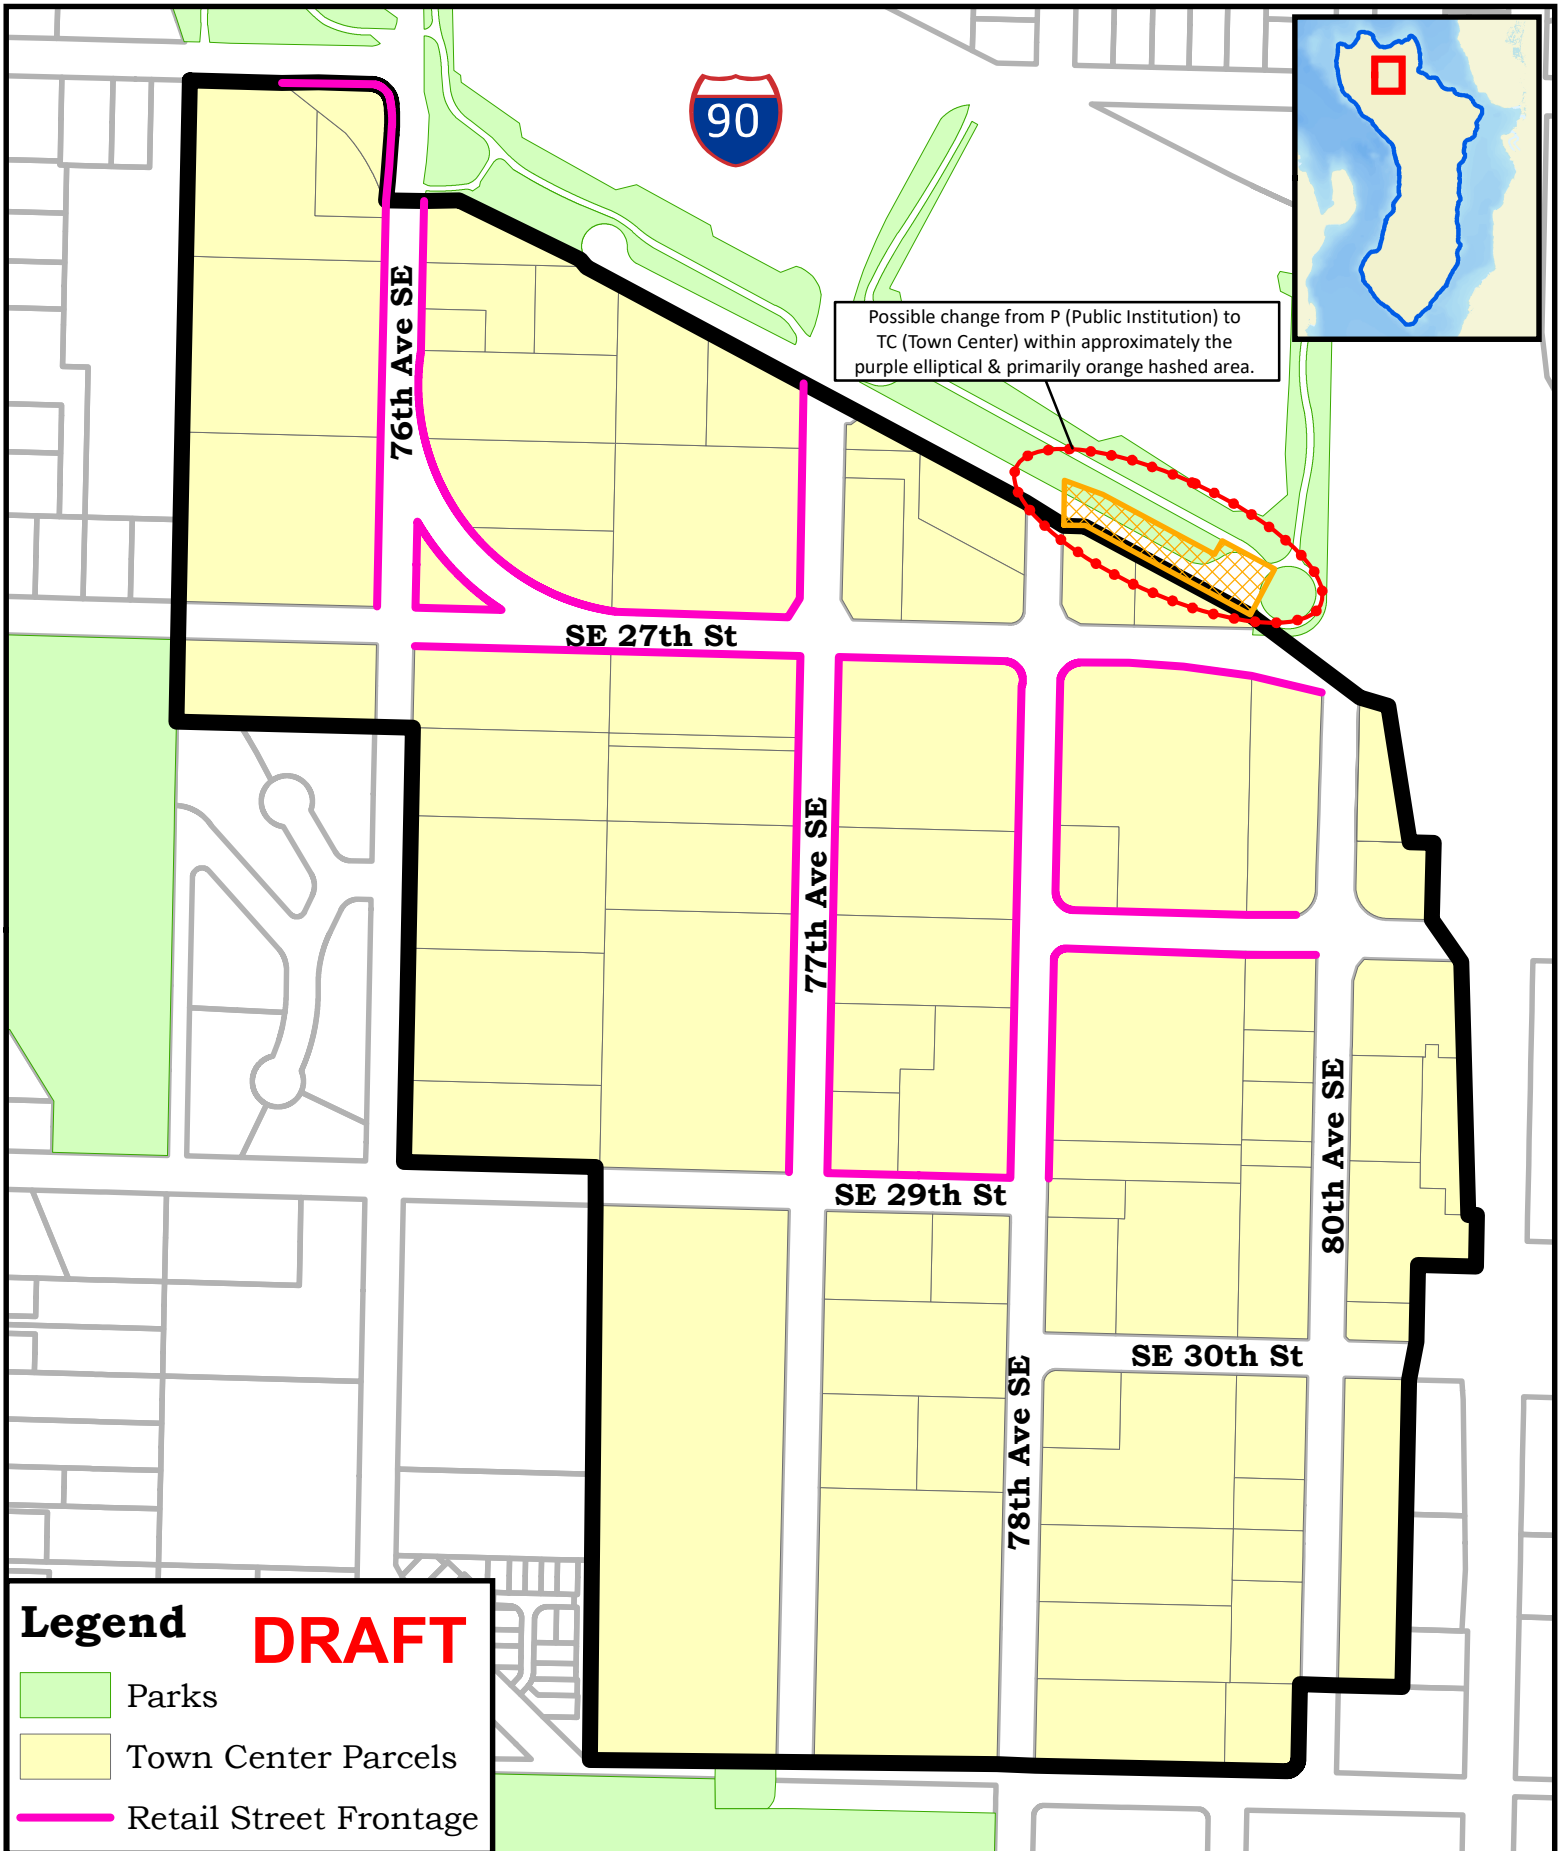 90
Possible change from P (Public Institution) to
TC (Town Center) within approximately the
purple elliptical & primarily orange hashed area.
76th Ave SE
SE 27th St
77th Ave SE
SE 29th St
80th Ave SE
SE 30th St
78th Ave SE
Legend
DRAFT
Parks
Town Center Parcels
Retail Street Frontage